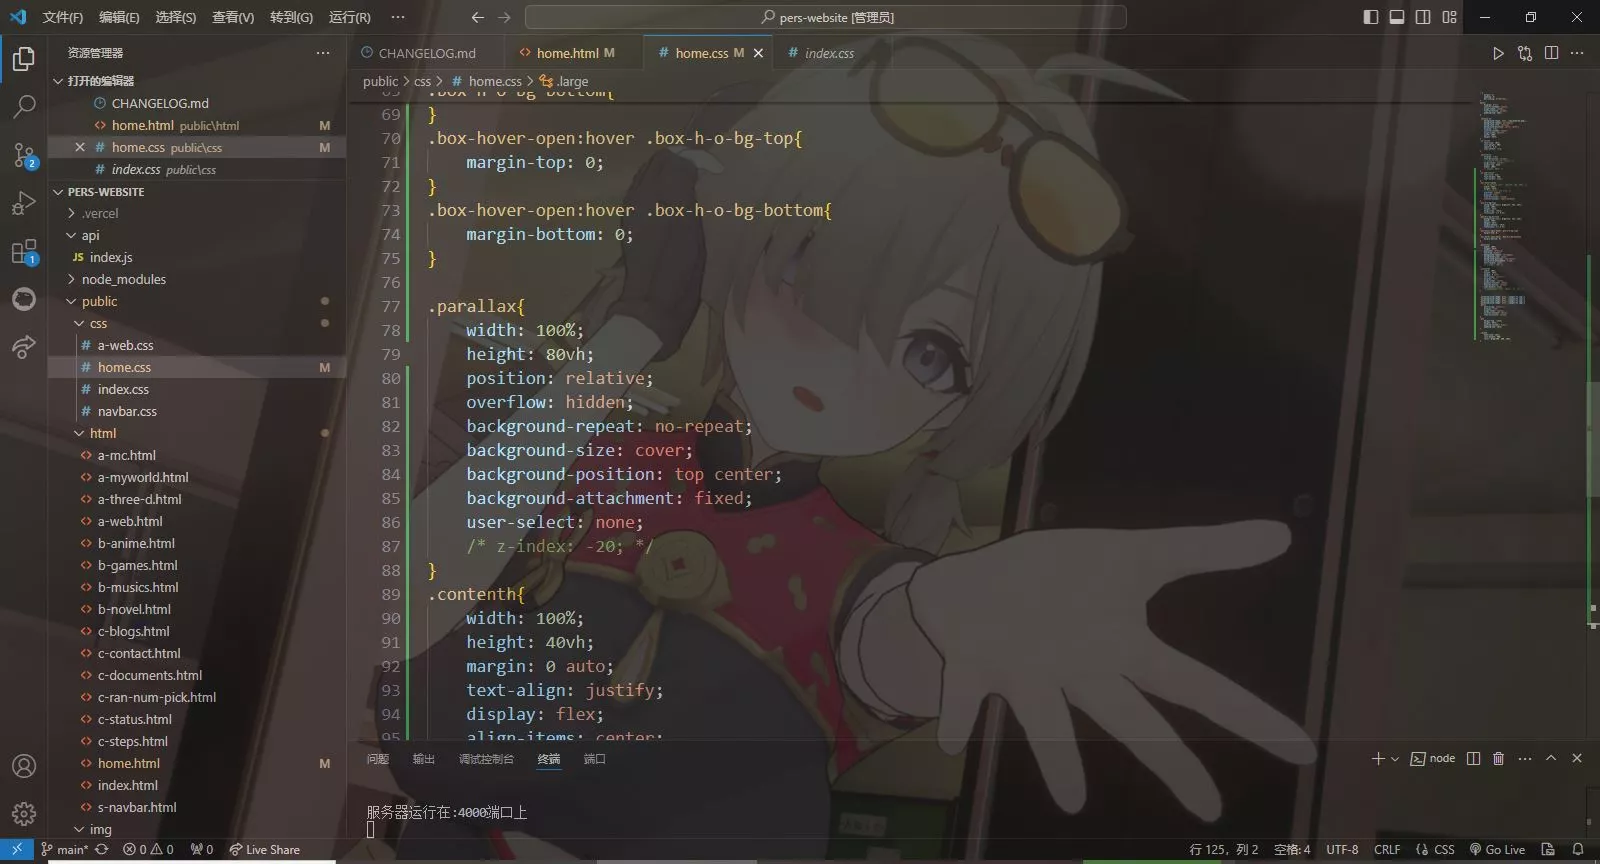 文件(F) 编辑(E) 选择(S) 查看(V) 转到(G) 运行(R) ···
pers-website [管理员]
资源管理器
打开的编辑器
CHANGELOG.md
home.html public\html M
home.css public\css M
index.css public\css
PERS-WEBSITE
.vercel
api
JS index.js
node_modules
public
css
# a-web.css
# home.css M
# index.css
# navbar.css
html
<> a-mc.html
<> a-myworld.html
<> a-three-d.html
<> a-web.html
<> b-anime.html
<> b-games.html
<> b-musics.html
<> b-novel.html
<> c-blogs.html
<> c-contact.html
<> c-documents.html
<> c-ran-num-pick.html
<> c-status.html
<> c-steps.html
<> home.html M
<> index.html
<> s-navbar.html
img
2
1
CHANGELOG.md <> home.html M # home.css M # index.css
public > css > # home.css > .large
.box-h-o-bg-bottom{
69 }
70 .box-hover-open:hover .box-h-o-bg-top{
71 margin-top: 0;
72 }
73 .box-hover-open:hover .box-h-o-bg-bottom{
74 margin-bottom: 0;
75 }
76
77 .parallax{
78 width: 100%;
79 height: 80vh;
80 position: relative;
81 overflow: hidden;
82 background-repeat: no-repeat;
83 background-size: cover;
84 background-position: top center;
85 background-attachment: fixed;
86 user-select: none;
87 /* z-index: -20; */
88 }
89 .contenth{
90 width: 100%;
91 height: 40vh;
92 margin: 0 auto;
93 text-align: justify;
94 display: flex;
95 align-items: center;
问题 输出 调试控制台 终端 端口
node
服务器运行在:4000端口上
main* 0 0 0 Live Share
行 125，列 2 空格: 4 UTF-8 CRLF {} CSS Go Live